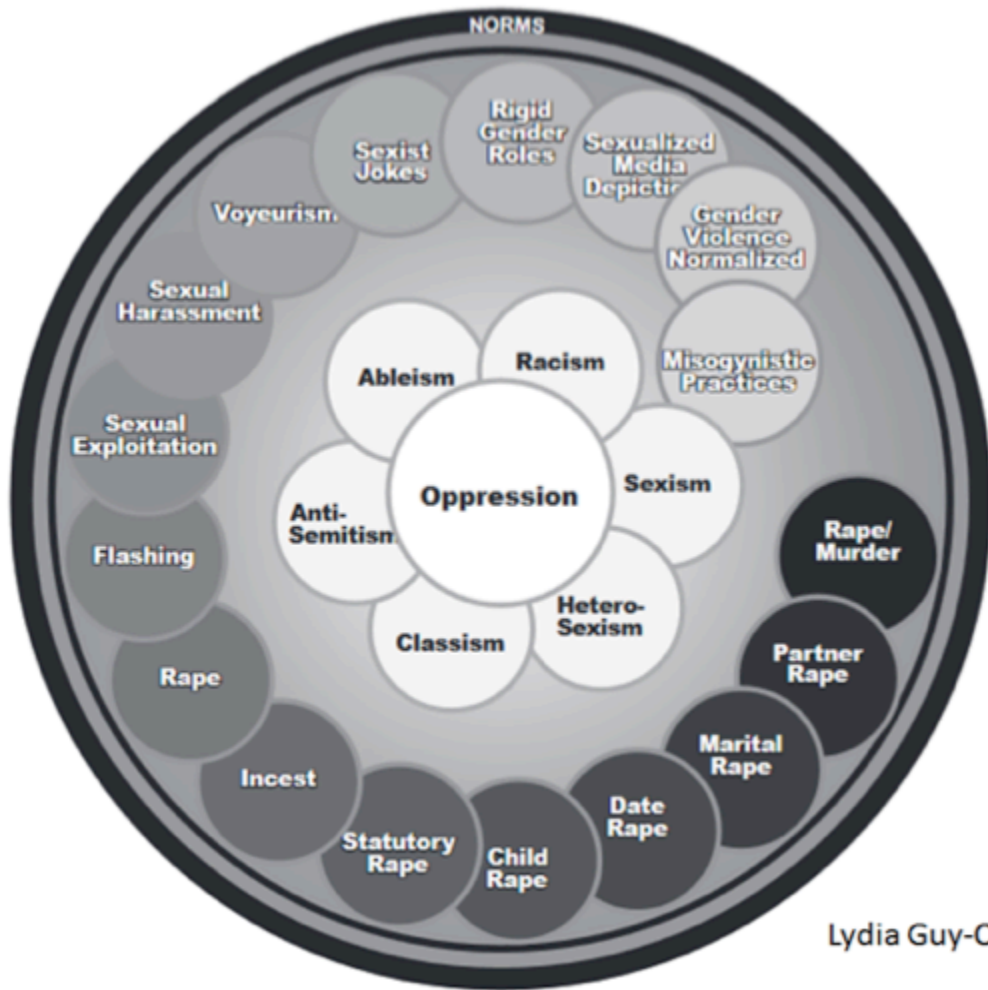 NORMS
Rigid
Gender
Roles
Sexualized
Media
Gender
Violence
Normalized
Misogynistic
Practices
Rape/
Murder
Partner
Rape
Marital
Rape
Date
Rape
Child
Rape
Statutory
Rape
Incest
Rape
Flashing
Sexual
Exploitation
Sexual
Harassment
Voyeurism
Sexist
Jokes
Ableism
Racism
Sexism
Hetero-
Sexism
Classism
Anti-
Semitism
Oppression
Lydia Guy-